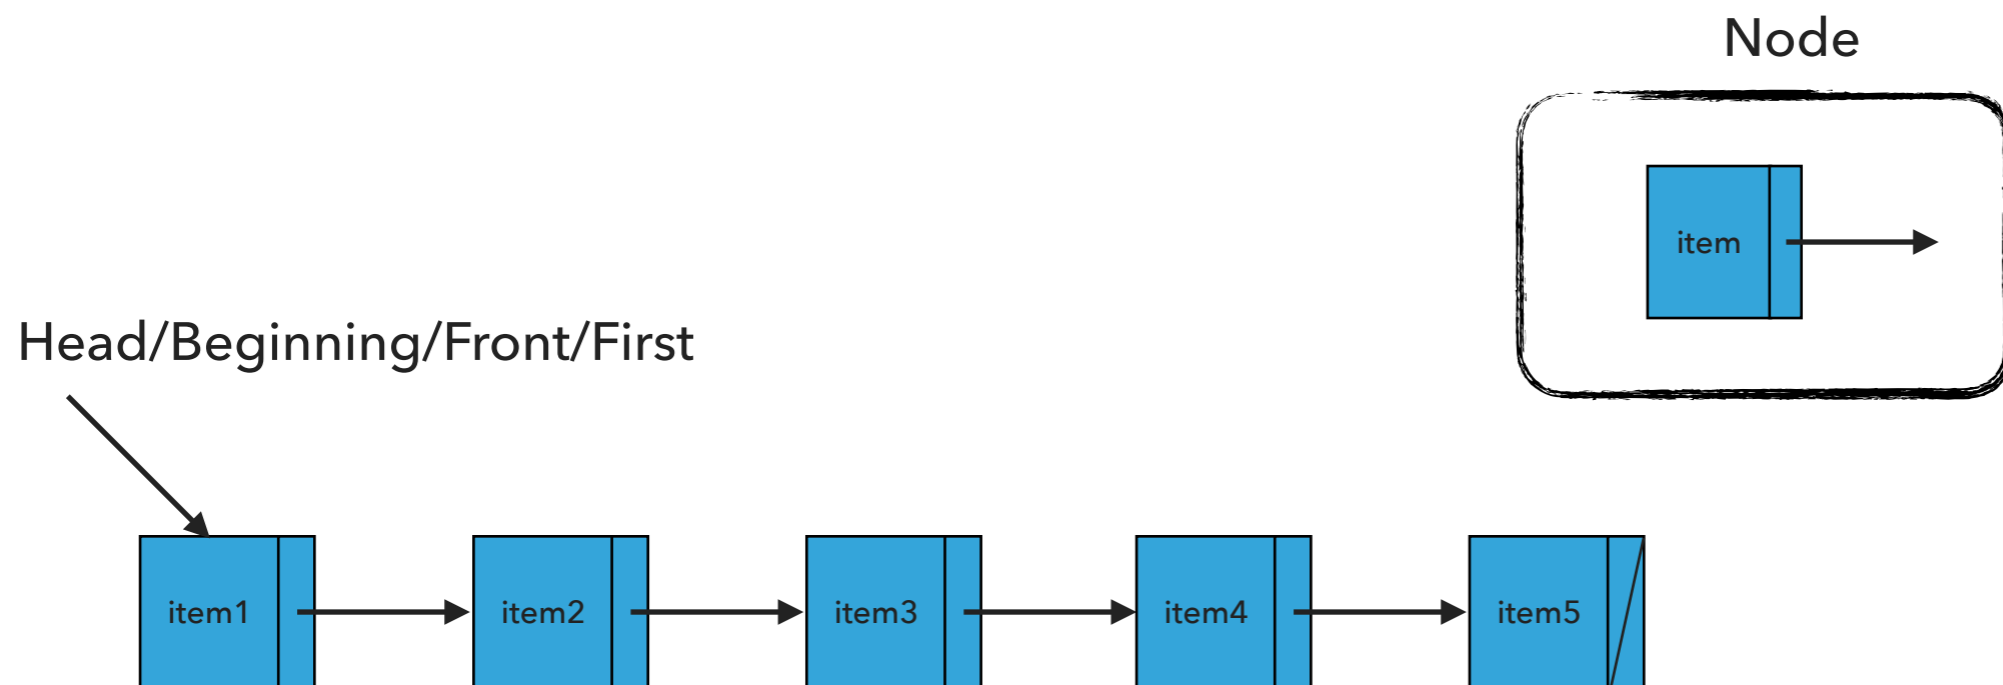 Node
item
Head/Beginning/Front/First
item1
item2
item3
item4
item5